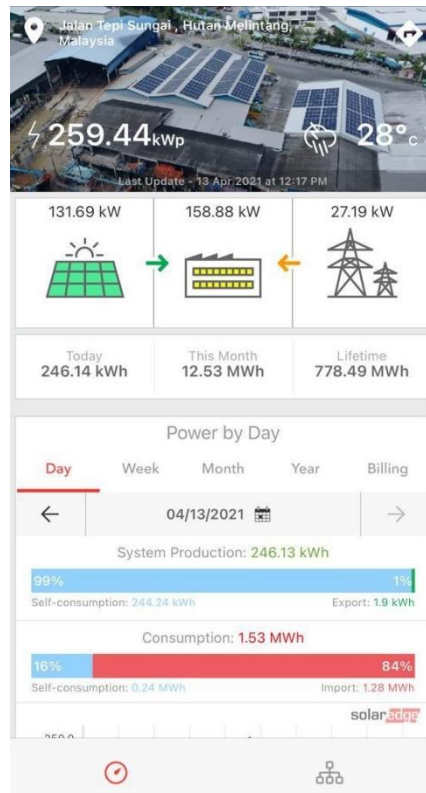 Jalan Tepi Sungai , Hutan Melintang,
Malaysia
259.44kWp
28°c
Last Update - 13 Apr 2021 at 12:17 PM
131.69 kW 158.88 kW 27.19 kW
Today This Month Lifetime
246.14 kWh 12.53 MWh 778.49 MWh
Power by Day
Day Week Month Year Billing
04/13/2021
System Production: 246.13 kWh
99% 1%
Self-consumption: 244.24 kWh Export: 1.9 kWh
Consumption: 1.53 MWh
16% 84%
Self-consumption: 0.24 MWh Import: 1.28 MWh
solaredge